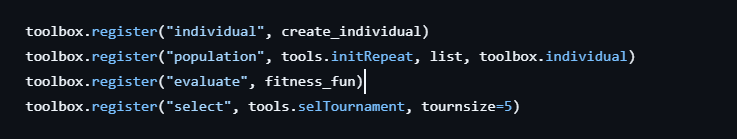 toolbox.register("individual", create_individual)
toolbox.register("population", tools.initRepeat, list, toolbox.individual)
toolbox.register("evaluate", fitness_fun)
toolbox.register("select", tools.selTournament, tournsize=5)